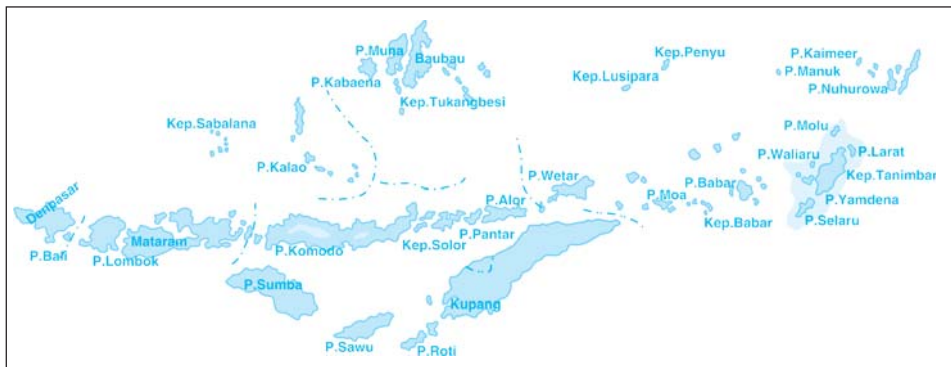 P.Muna
Baubau
Kep.Penyu
P.Kaimeer
P.Kabaena
Kep.Lusipara
P.Manuk
P.Nuhurowa
Kep.Tukangbesi
Kep.Sabalana
P.Molu
P.Kalao
P.Waliaru
P.Larat
P.Wetar
P.Babar
Kep.Tanimbar
P.Alor
P.Moa
P.Yamdena
Denpasar
P.Selaru
Kep.Babar
P.Pantar
Mataram
Kep.Solor
P.Bali
P.Lombok
P.Komodo
P.Sumba
Kupang
P.Sawu
P.Roti